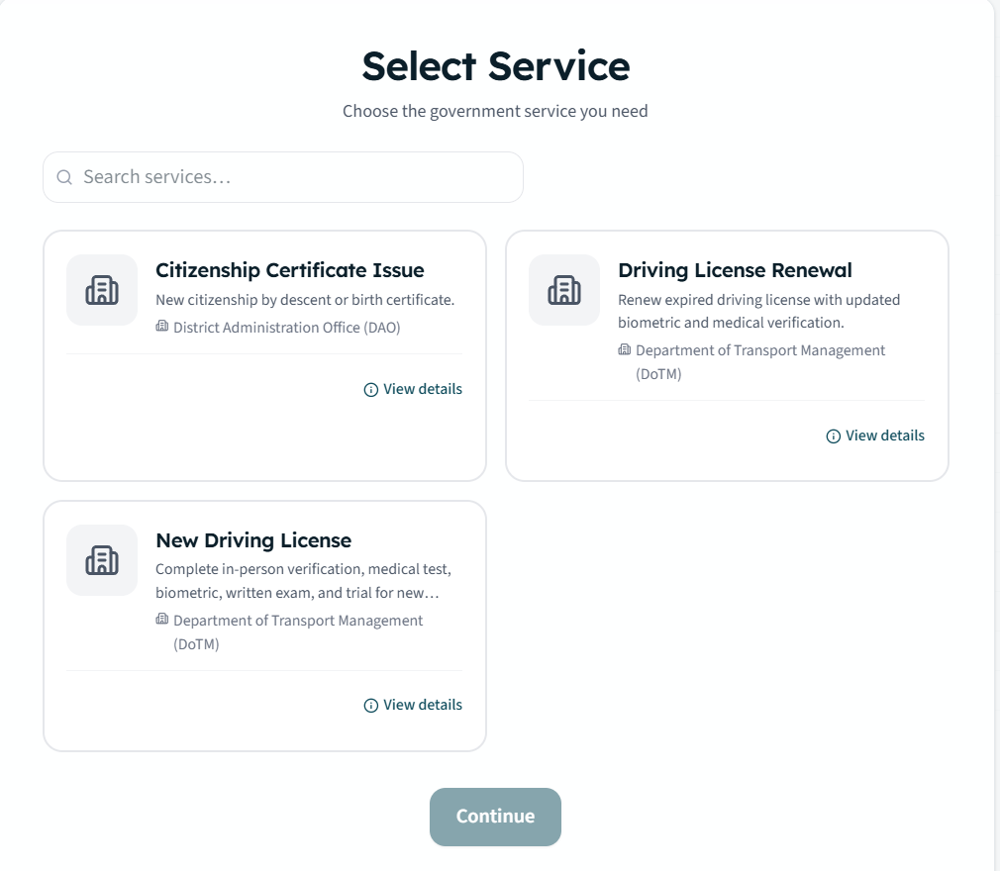 Select Service
Choose the government service you need
Search services…
Citizenship Certificate Issue
New citizenship by descent or birth certificate.
District Administration Office (DAO)
View details
Driving License Renewal
Renew expired driving license with updated
biometric and medical verification.
Department of Transport Management
(DoTM)
View details
New Driving License
Complete in-person verification, medical test,
biometric, written exam, and trial for new…
Department of Transport Management
(DoTM)
View details
Continue